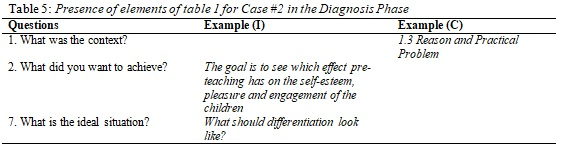 Table 5: Presence of elements of table 1 for Case #2 in the Diagnosis Phase
Questions Example (I) Example (C)
1. What was the context? 1.3 Reason and Practical
Problem
2. What did you want to achieve? The goal is to see which effect pre-
teaching has on the self-esteem,
pleasure and engagement of the
children
7. What is the ideal situation? What should differentiation look
like?